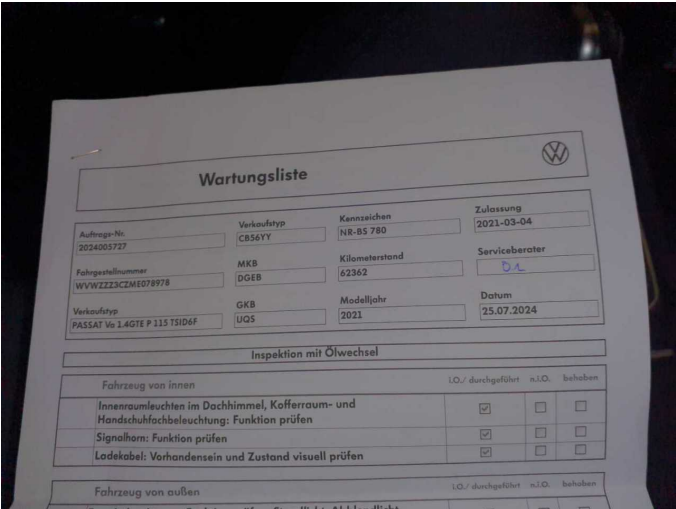 Wartungsliste
Auftrags-Nr.
2024005727
Verkaufstyp
CB56YY
Kennzeichen
NR-BS 780
Zulassung
2021-03-04
Fahrgestellnummer
WVWZZZ3CZME078978
MKB
DGEB
Kilometerstand
62362
Serviceberater
Verkaufstyp
PASSAT Va 1.4GTE P 115 TSID6F
GKB
UQS
Modelljahr
2021
Datum
25.07.2024
Inspektion mit Ölwechsel
Fahrzeug von innen i.O./ durchgeführt n.i.O. behoben
Innenraumleuchten im Dachhimmel, Kofferraum- und
Handschuhfachbeleuchtung: Funktion prüfen
Signalhorn: Funktion prüfen
Ladekabel: Vorhandensein und Zustand visuell prüfen
Fahrzeug von außen i.O./ durchgeführt n.i.O. behoben